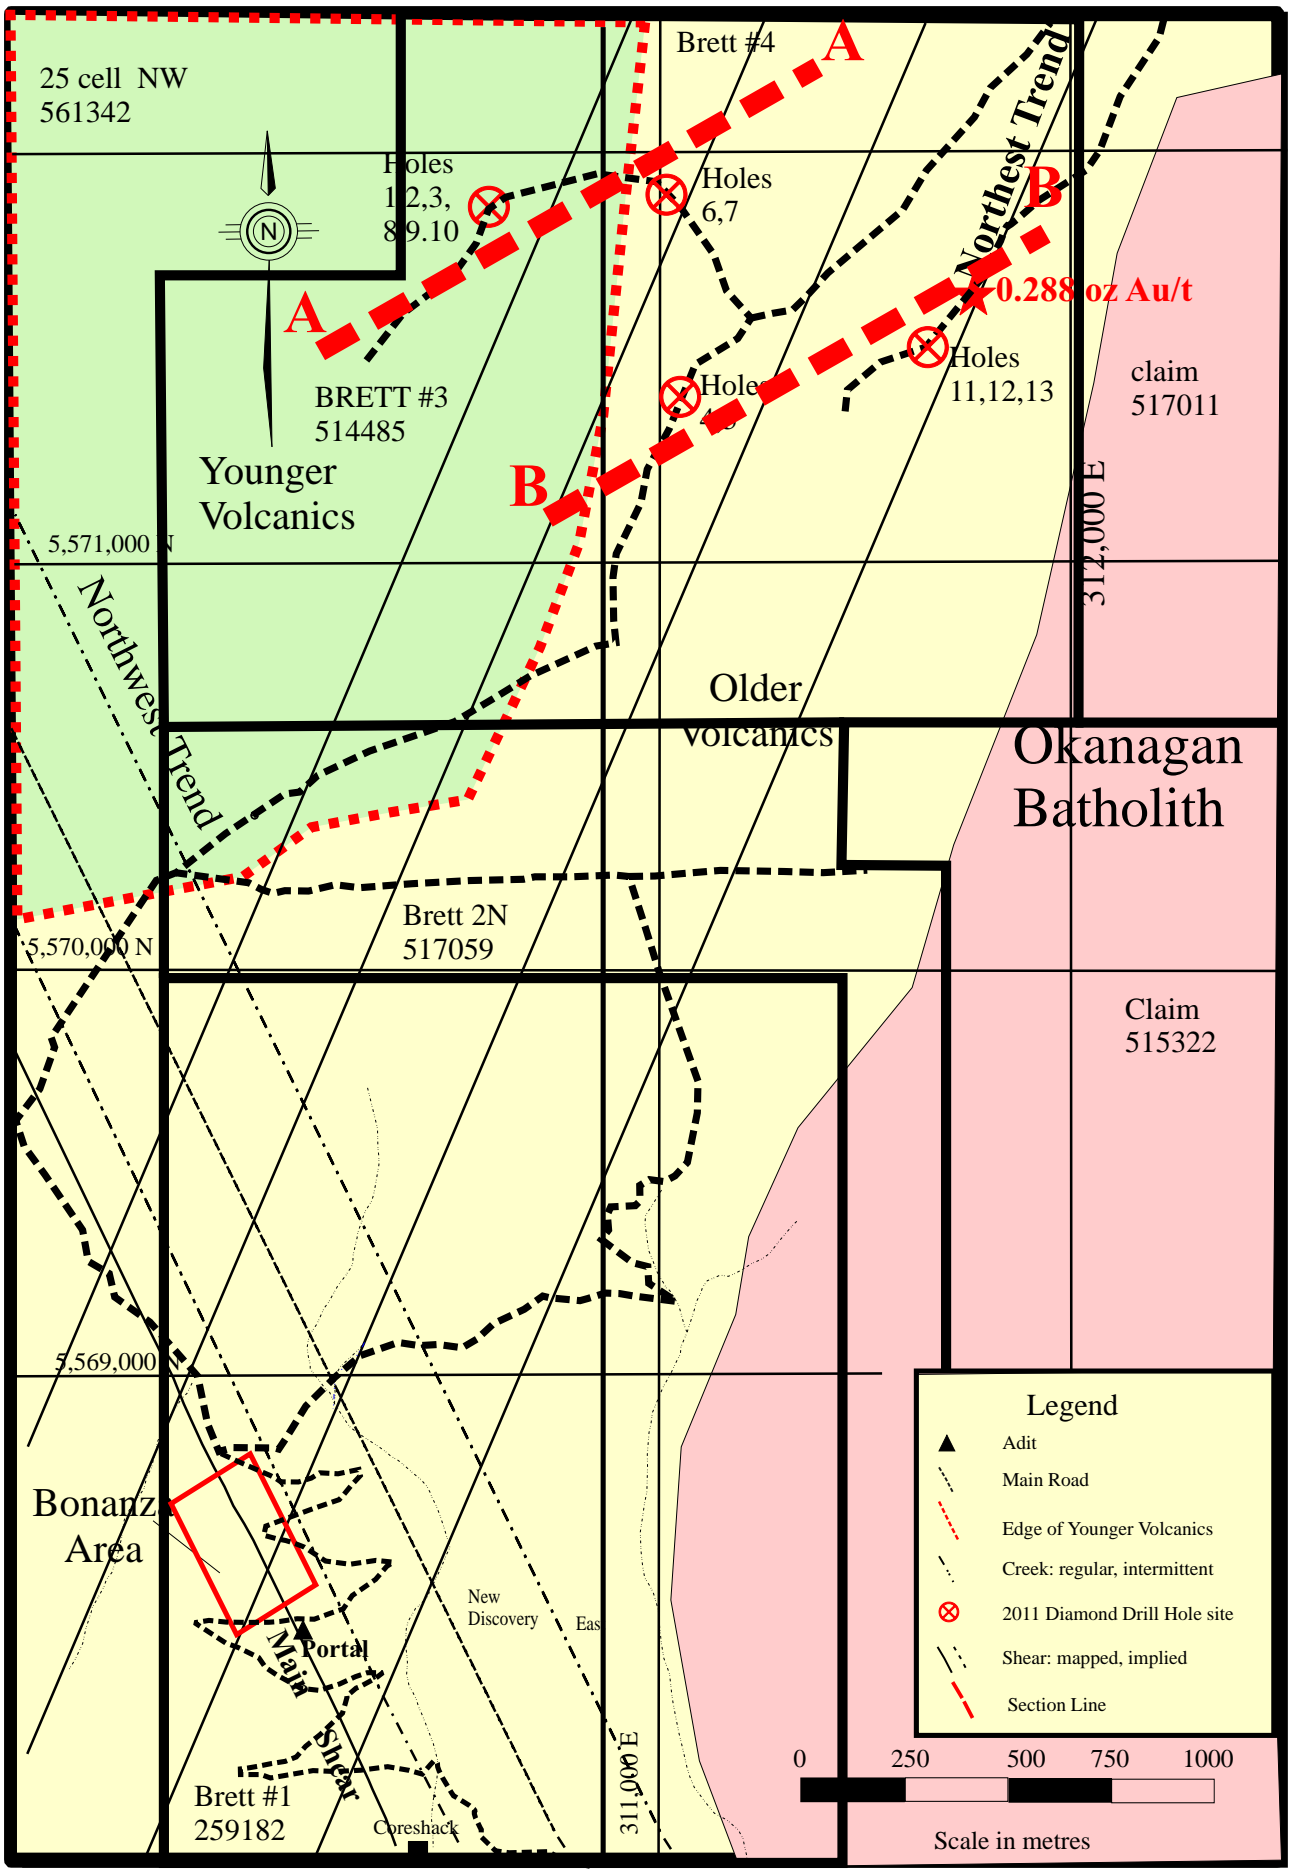 Brett #4
A
25 cell  NW
561342
Holes
1,2,3,
8,9.10
Holes
6,7
Northest Trend
B
N
0.288 oz Au/t
A
Holes
11,12,13
claim
517011
BRETT #3
514485
Holes
B
Younger
Volcanics
312,000 E
5,571,000 N
Northwest Trend
Older
Volcanics
Okanagan
Batholith
Brett 2N
517059
5,570,000 N
Claim
515322
5,569,000 N
Legend
Adit
Main Road
Edge of Younger Volcanics
Creek: regular, intermittent
2011 Diamond Drill Hole site
Shear: mapped, implied
Section Line
Bonanza
Area
New
Discovery
Eas
Portal
Main Shear
311,000 E
0 250 500 750 1000
Scale in metres
Brett #1
259182
Coreshack